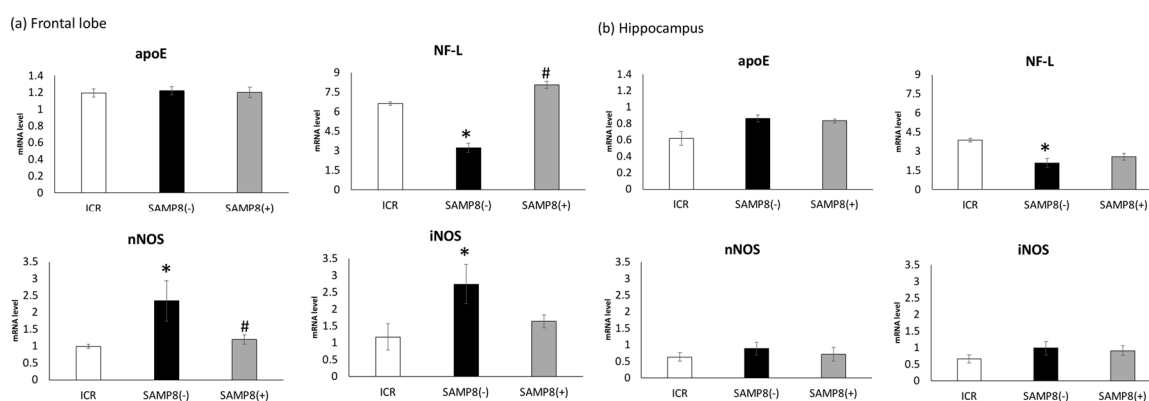 (a) Frontal lobe
(b) Hippocampus
apoE
mRNA level
1.4
1.2
1
0.8
0.6
0.4
0.2
0
ICR
SAMP8(-)
SAMP8(+)
NF-L
mRNA level
9
7.5
6
4.5
3
1.5
0
*
#
ICR
SAMP8(-)
SAMP8(+)
nNOS
mRNA level
3.5
3
2.5
2
1.5
1
0.5
0
*
#
ICR
SAMP8(-)
SAMP8(+)
iNOS
mRNA level
3.5
3
2.5
2
1.5
1
0.5
0
*
ICR
SAMP8(-)
SAMP8(+)
apoE
mRNA level
1.4
1.2
1
0.8
0.6
0.4
0.2
0
ICR
SAMP8(-)
SAMP8(+)
NF-L
mRNA level
9
7.5
6
4.5
3
1.5
0
*
ICR
SAMP8(-)
SAMP8(+)
nNOS
mRNA level
3.5
3
2.5
2
1.5
1
0.5
0
ICR
SAMP8(-)
SAMP8(+)
iNOS
mRNA level
3.5
3
2.5
2
1.5
1
0.5
0
ICR
SAMP8(-)
SAMP8(+)